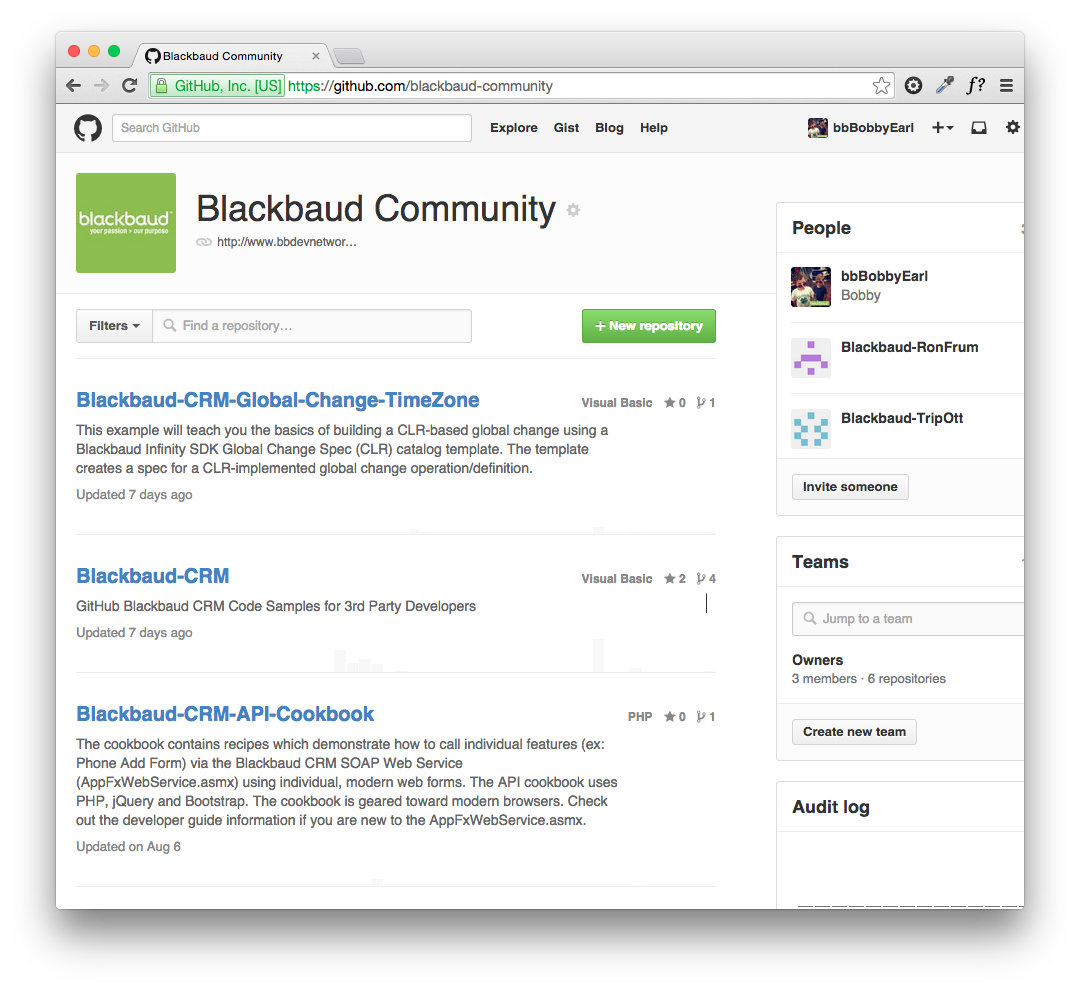 Blackbaud Community
GitHub, Inc. [US] https://github.com/blackbaud-community
f?
Search GitHub
Explore Gist Blog Help
bbBobbyEarl
blackbaud™
your passion › our purpose
Blackbaud Community
http://www.bbdevnetwor…
Filters
Find a repository…
+ New repository
Blackbaud-CRM-Global-Change-TimeZone
Visual Basic 0 1
This example will teach you the basics of building a CLR-based global change using a
Blackbaud Infinity SDK Global Change Spec (CLR) catalog template. The template
creates a spec for a CLR-implemented global change operation/definition.
Updated 7 days ago
Blackbaud-CRM
Visual Basic 2 4
GitHub Blackbaud CRM Code Samples for 3rd Party Developers
Updated 7 days ago
Blackbaud-CRM-API-Cookbook
PHP 0 1
The cookbook contains recipes which demonstrate how to call individual features (ex:
Phone Add Form) via the Blackbaud CRM SOAP Web Service
(AppFxWebService.asmx) using individual, modern web forms. The API cookbook uses
PHP, jQuery and Bootstrap. The cookbook is geared toward modern browsers. Check
out the developer guide information if you are new to the AppFxWebService.asmx.
Updated on Aug 6
People
bbBobbyEarl
Bobby
Blackbaud-RonFrum
Blackbaud-TripOtt
Invite someone
Teams
Jump to a team
Owners
3 members · 6 repositories
Create new team
Audit log